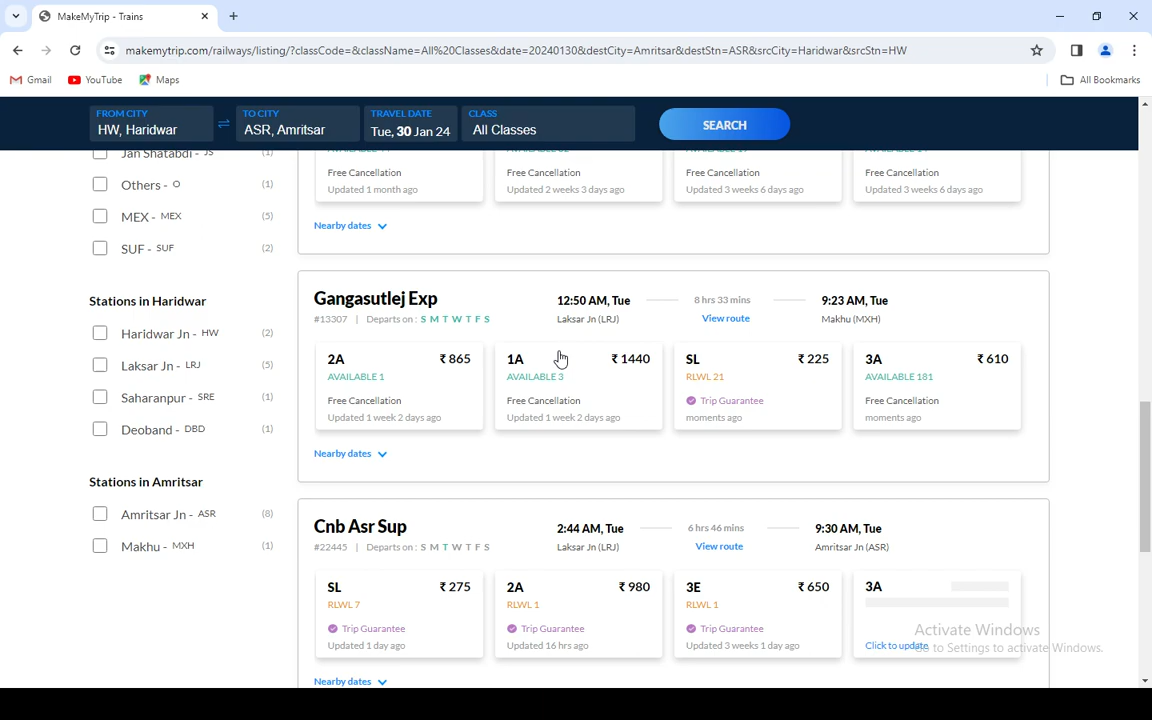 MakeMyTrip - Trains
makemytrip.com/railways/listing/?classCode=&className=All%20Classes&date=20240130&destCity=Amritsar&destStn=ASR&srcCity=Haridwar&srcStn=HW
Gmail YouTube Maps All Bookmarks
FROM CITY TO CITY TRAVEL DATE CLASS
HW, Haridwar ASR, Amritsar Tue, 30 Jan 24 All Classes SEARCH
Jan Shatabdi - JS (1)
Others - O (1)
MEX - MEX (5)
SUF - SUF (2)
Stations in Haridwar
Haridwar Jn - HW (2)
Laksar Jn - LRJ (5)
Saharanpur - SRE (1)
Deoband - DBD (1)
Stations in Amritsar
Amritsar Jn - ASR (8)
Makhu - MXH (1)
Free Cancellation Free Cancellation Free Cancellation Free Cancellation
Updated 1 month ago Updated 2 weeks 3 days ago Updated 3 weeks 6 days ago Updated 3 weeks 6 days ago
Nearby dates
Gangasutlej Exp 12:50 AM, Tue 8 hrs 33 mins 9:23 AM, Tue
#13307 | Departs on : S M T W T F S Laksar Jn (LRJ) View route Makhu (MXH)
2A ₹ 865 1A ₹ 1440 SL ₹ 225 3A ₹ 610
AVAILABLE 1 AVAILABLE 3 RLWL 21 AVAILABLE 181
Free Cancellation Free Cancellation Trip Guarantee Free Cancellation
Updated 1 week 2 days ago Updated 1 week 2 days ago moments ago moments ago
Nearby dates
Cnb Asr Sup 2:44 AM, Tue 6 hrs 46 mins 9:30 AM, Tue
#22445 | Departs on : S M T W T F S Laksar Jn (LRJ) View route Amritsar Jn (ASR)
SL ₹ 275 2A ₹ 980 3E ₹ 650 3A
RLWL 7 RLWL 1 RLWL 1
Trip Guarantee Trip Guarantee Trip Guarantee
Updated 1 day ago Updated 16 hrs ago Updated 3 weeks 1 day ago Click to update
Nearby dates
Activate Windows
Go to Settings to activate Windows.